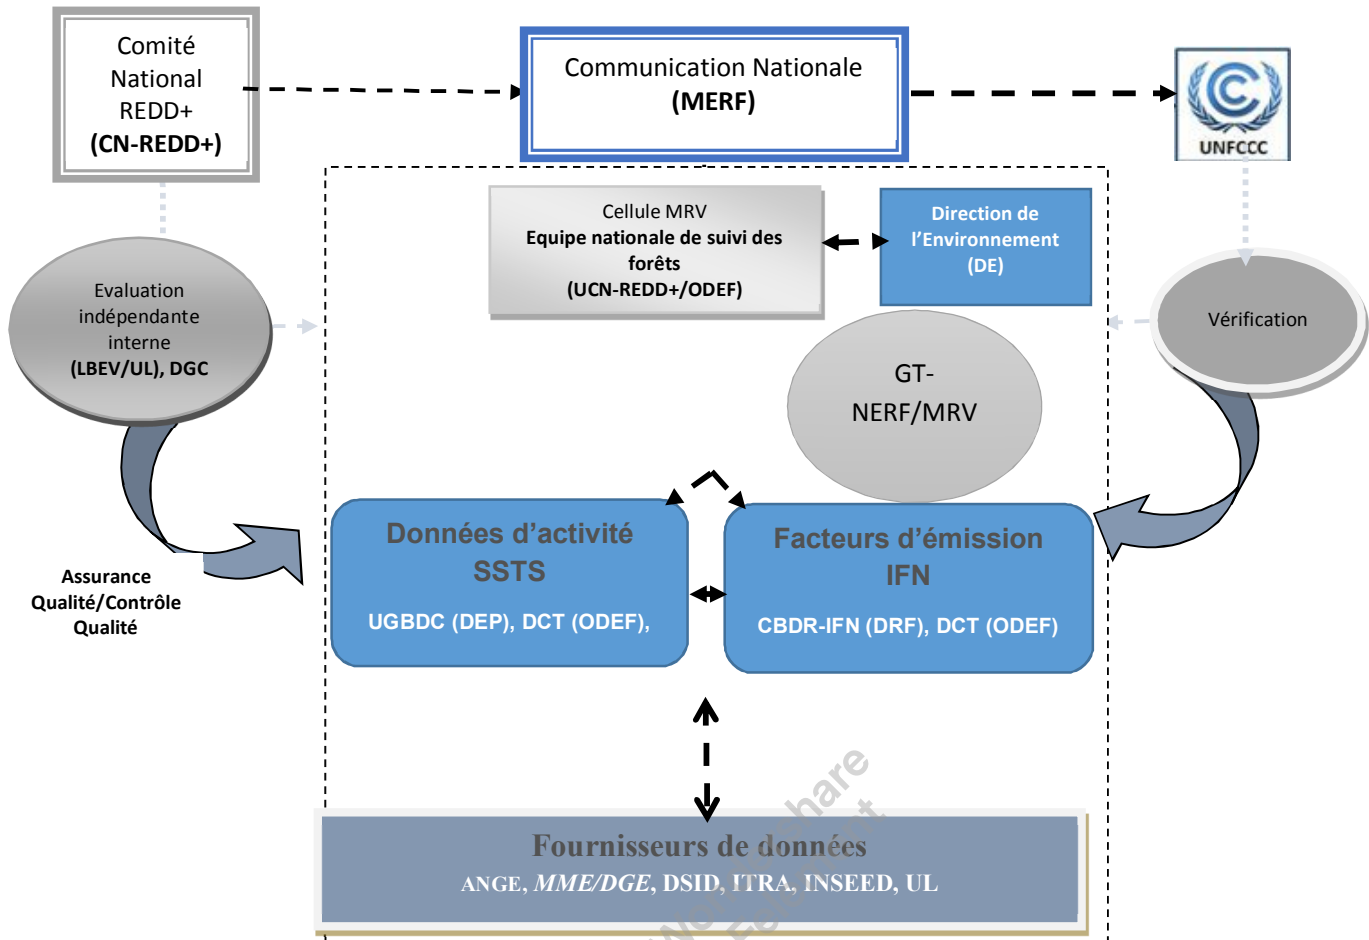 Comité
National
REDD+
(CN-REDD+)
Communication Nationale
(MERF)
UNFCCC
Cellule MRV
Equipe nationale de suivi des
forêts
(UCN-REDD+/ODEF)
Direction de
l’Environnement
(DE)
Evaluation
indépendante
interne
(LBEV/UL), DGC
Vérification
GT-
NERF/MRV
Données d’activité
SSTS
UGBDC (DEP), DCT (ODEF),
Facteurs d’émission
IFN
CBDR-IFN (DRF), DCT (ODEF)
Assurance
Qualité/Contrôle
Qualité
Fournisseurs de données
ANGE, MME/DGE, DSID, ITRA, INSEED, UL